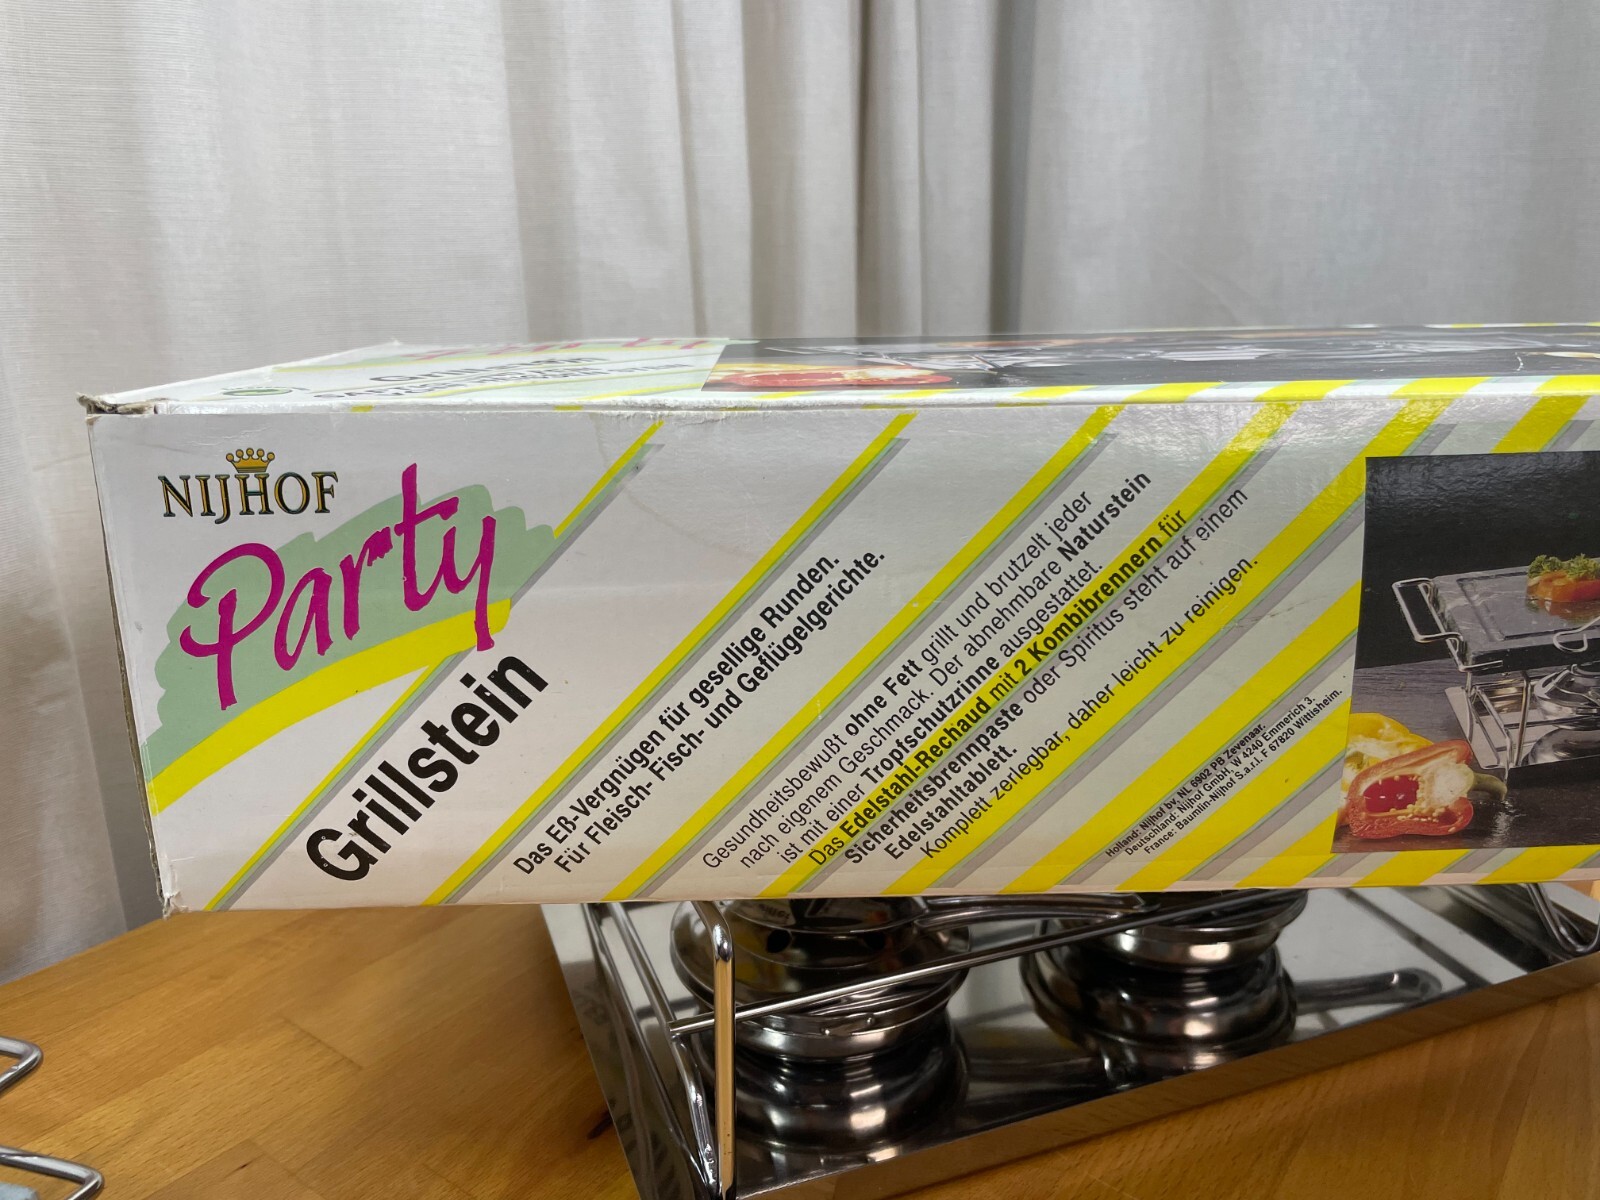 NIJHOF
Party
Grillstein
Das Eß-Vergnügen für gesellige Runden.
Für Fleisch- Fisch- und Geflügelgerichte.
Gesundheitsbewußt ohne Fett grillt und brutzelt jeder
nach eigenem Geschmack. Der abnehmbare Naturstein
ist mit einer Tropfschutzrinne ausgestattet.
Das Edelstahl-Rechaud mit 2 Kombibrennern für
Sicherheitsbrennpaste oder Spiritus steht auf einem
Edelstahltablett.
Komplett zerlegbar, daher leicht zu reinigen.
Holland: Nijhof bv, NL 6902 PB Zevenaar.
Deutschland: Nijhof GmbH, W 4240 Emmerich 3.
France: Baumlin-Nijhof S.a.r.l. F 67820 Wittisheim.